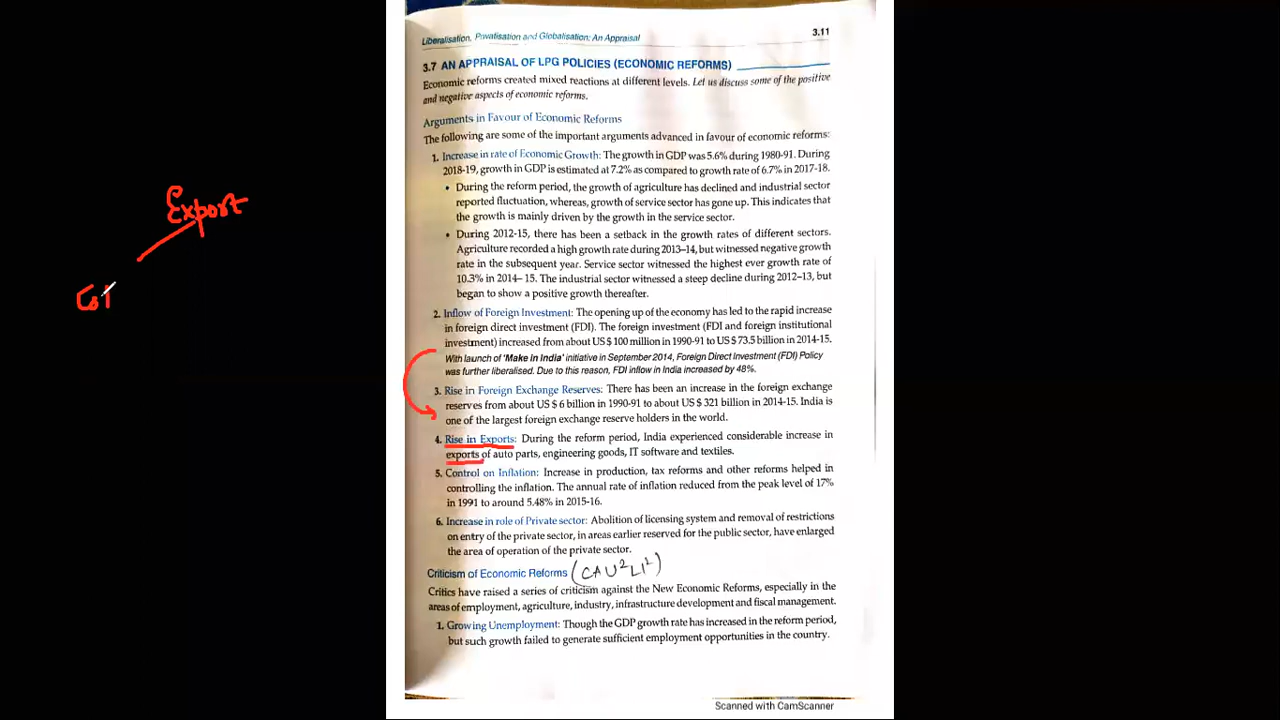 Export
Liberalisation, Privatisation and Globalisation: An Appraisal
3.11
3.7 AN APPRAISAL OF LPG POLICIES (ECONOMIC REFORMS)
Economic reforms created mixed reactions at different levels. Let us discuss some of the positive
and negative aspects of economic reforms.
Arguments in Favour of Economic Reforms
The following are some of the important arguments advanced in favour of economic reforms:
1. Increase in rate of Economic Growth: The growth in GDP was 5.6% during 1980-91. During
2018-19, growth in GDP is estimated at 7.2% as compared to growth rate of 6.7% in 2017-18.
• During the reform period, the growth of agriculture has declined and industrial sector
reported fluctuation, whereas, growth of service sector has gone up. This indicates that
the growth is mainly driven by the growth in the service sector.
• During 2012-15, there has been a setback in the growth rates of different sectors.
Agriculture recorded a high growth rate during 2013–14, but witnessed negative growth
rate in the subsequent year. Service sector witnessed the highest ever growth rate of
10.3% in 2014–15. The industrial sector witnessed a steep decline during 2012–13, but
began to show a positive growth thereafter.
2. Inflow of Foreign Investment: The opening up of the economy has led to the rapid increase
in foreign direct investment (FDI). The foreign investment (FDI and foreign institutional
investment) increased from about US $ 100 million in 1990-91 to US $ 73.5 billion in 2014-15.
With launch of 'Make in India' initiative in September 2014, Foreign Direct Investment (FDI) Policy
was further liberalised. Due to this reason, FDI inflow in India increased by 48%.
3. Rise in Foreign Exchange Reserves: There has been an increase in the foreign exchange
reserves from about US $ 6 billion in 1990-91 to about US $ 321 billion in 2014-15. India is
one of the largest foreign exchange reserve holders in the world.
4. Rise in Exports: During the reform period, India experienced considerable increase in
exports of auto parts, engineering goods, IT software and textiles.
5. Control on Inflation: Increase in production, tax reforms and other reforms helped in
controlling the inflation. The annual rate of inflation reduced from the peak level of 17%
in 1991 to around 5.48% in 2015-16.
6. Increase in role of Private sector: Abolition of licensing system and removal of restrictions
on entry of the private sector, in areas earlier reserved for the public sector, have enlarged
the area of operation of the private sector.
Criticism of Economic Reforms (CAU²LI²)
Critics have raised a series of criticism against the New Economic Reforms, especially in the
areas of employment, agriculture, industry, infrastructure development and fiscal management.
1. Growing Unemployment: Though the GDP growth rate has increased in the reform period,
but such growth failed to generate sufficient employment opportunities in the country.
Scanned with CamScanner